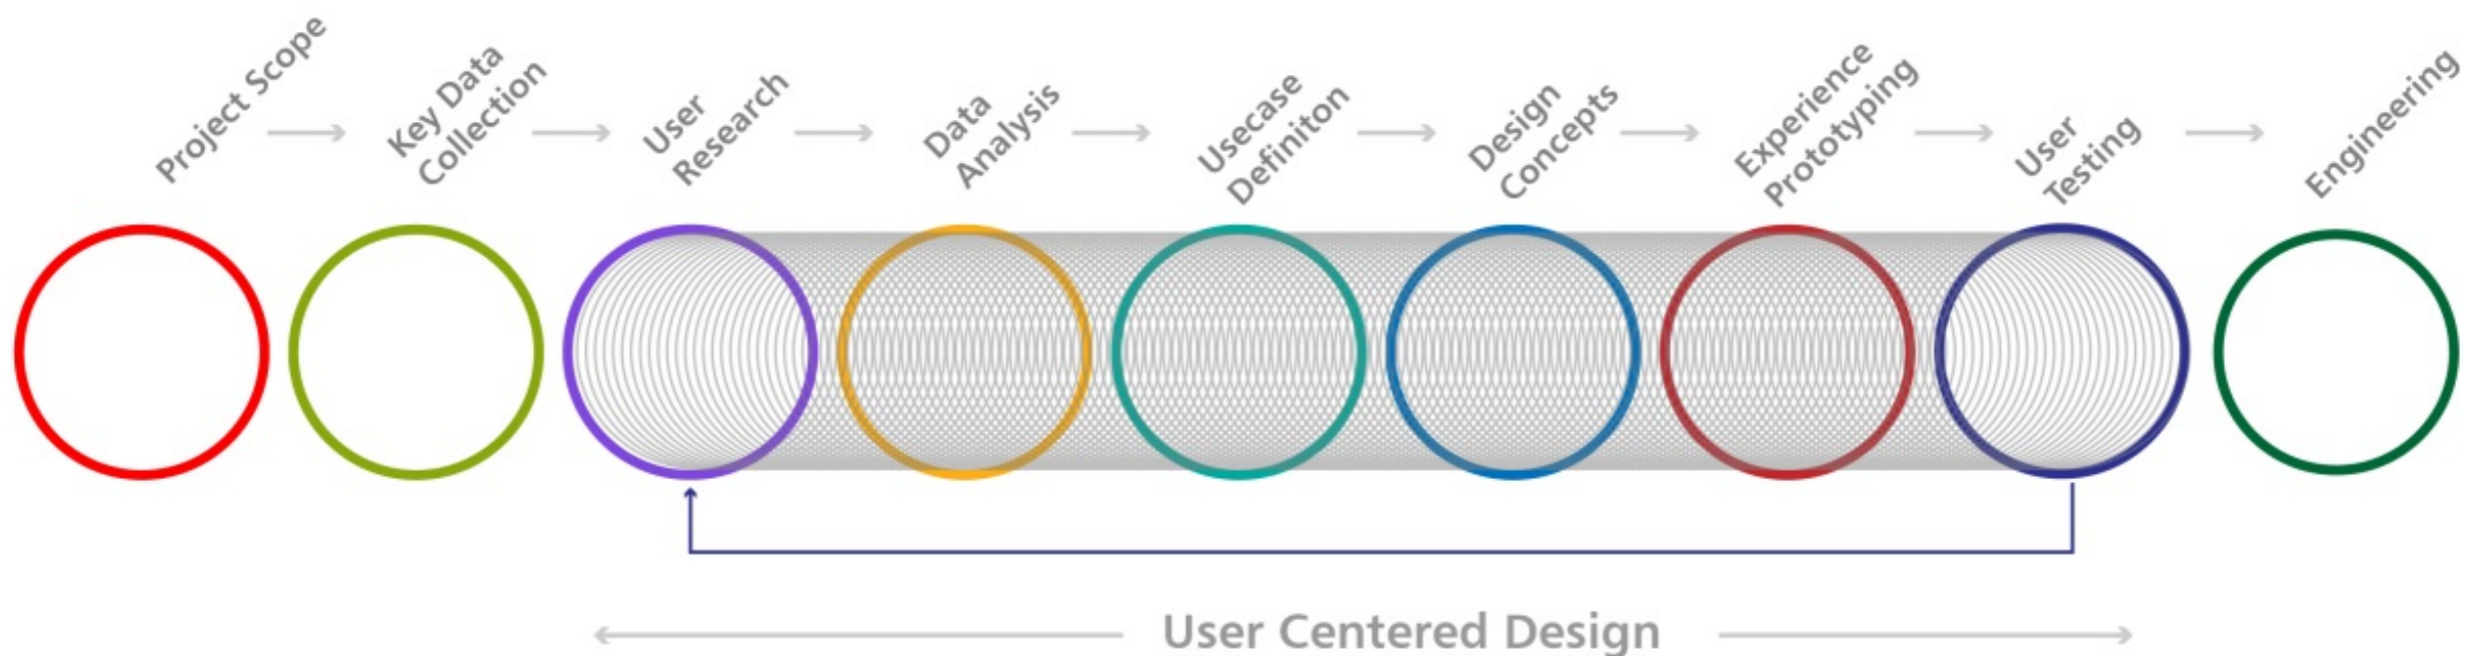 Project Scope
Key Data
Collection
User
Research
Data
Analysis
Usecase
Definiton
Design
Concepts
Experience
Prototyping
User
Testing
Engineering
User Centered Design